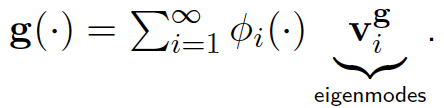 g(·) = ∑_{i=1}^{∞} ϕ_i(·) v_i^g .
eigenmodes